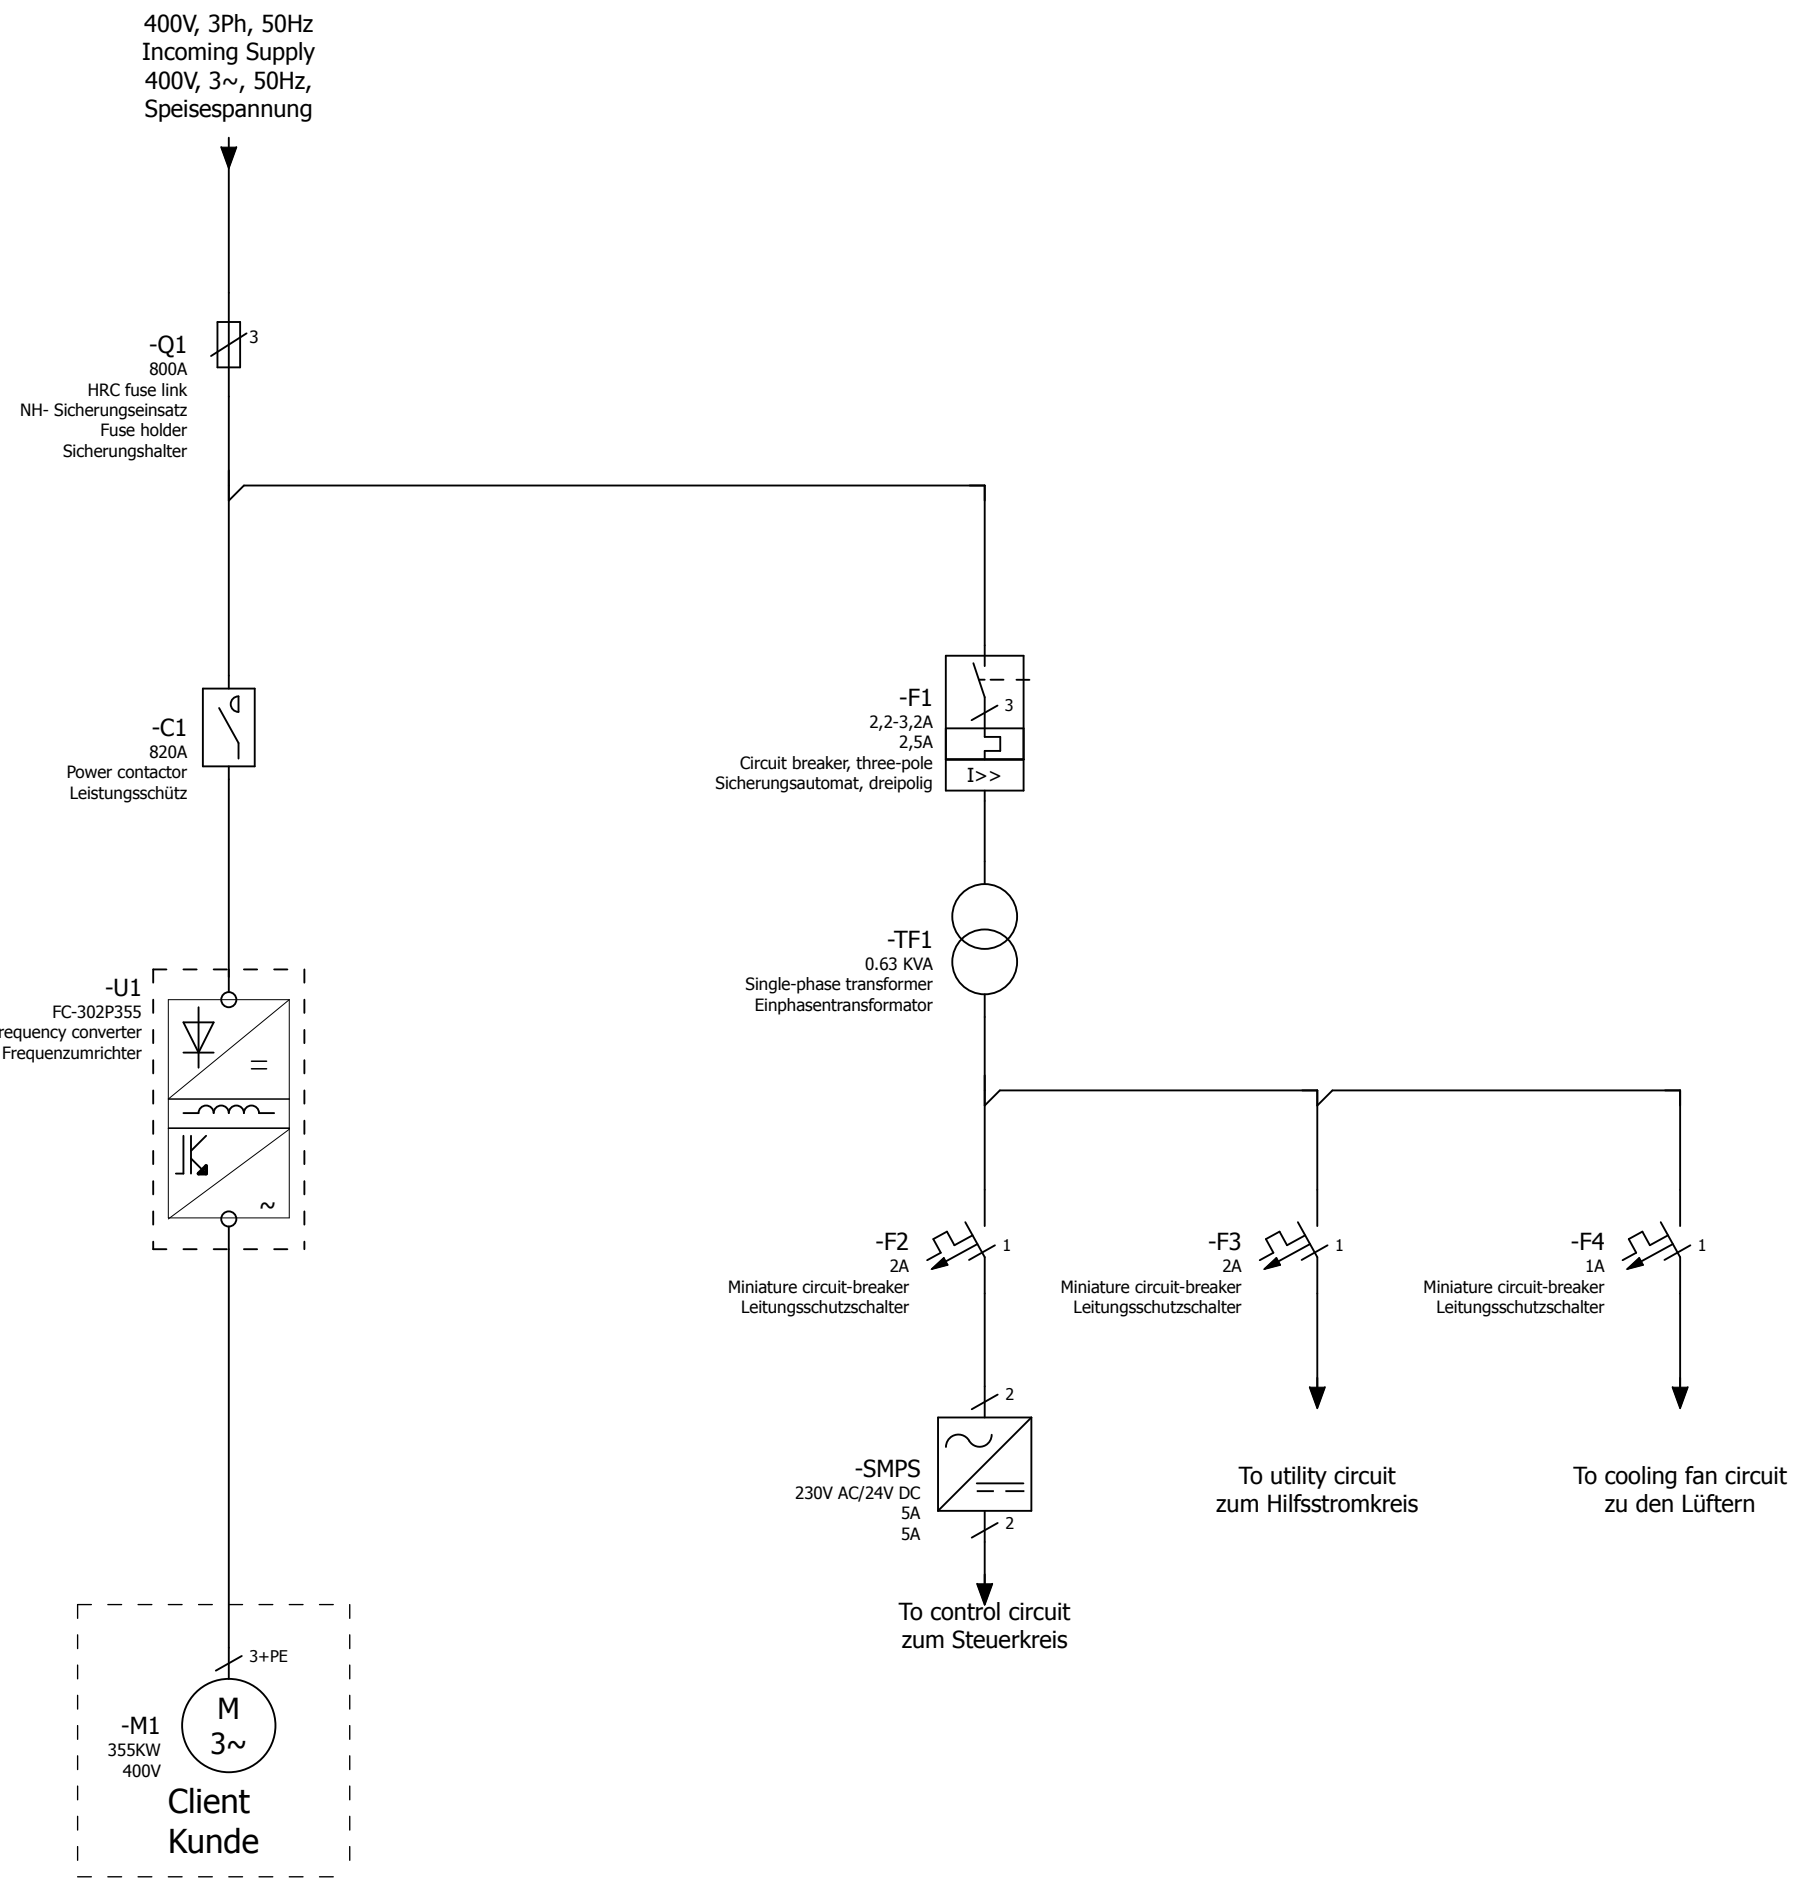 400V, 3Ph, 50Hz
Incoming Supply
400V, 3~, 50Hz,
Speisespannung
-Q1
800A
HRC fuse link
NH- Sicherungseinsatz
Fuse holder
Sicherungshalter
3
-C1
820A
Power contactor
Leistungsschütz
-F1
2,2-3,2A
2,5A
Circuit breaker, three-pole
Sicherungsautomat, dreipolig
3
I>>
-TF1
0.63 KVA
Single-phase transformer
Einphasentransformator
-U1
FC-302P355
requency converter
Frequenzumrichter
=
~
-F2
2A
Miniature circuit-breaker
Leitungsschutzschalter
1
-F3
2A
Miniature circuit-breaker
Leitungsschutzschalter
1
-F4
1A
Miniature circuit-breaker
Leitungsschutzschalter
1
2
-SMPS
230V AC/24V DC
5A
5A
2
To control circuit
zum Steuerkreis
To utility circuit
zum Hilfsstromkreis
To cooling fan circuit
zu den Lüftern
3+PE
M
3~
-M1
355KW
400V
Client
Kunde